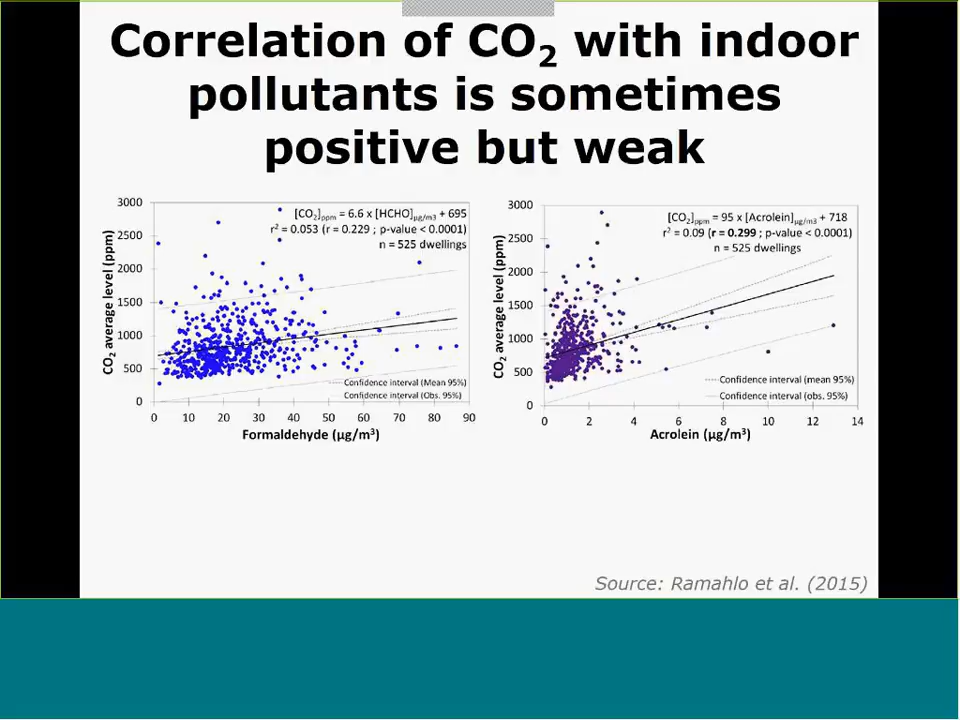 Correlation of CO2 with indoor
pollutants is sometimes
positive but weak
3000
2500
2000
1500
1000
500
0
CO2 average level (ppm)
[CO2]ppm = 6.6 x [HCHO]µg/m3 + 695
r2 = 0.053 (r = 0.229 ; p-value < 0.0001)
n = 525 dwellings
Confidence interval (Mean 95%)
Confidence interval (Obs. 95%)
0 10 20 30 40 50 60 70 80 90
Formaldehyde (µg/m3)
3000
2500
2000
1500
1000
500
0
CO2 average level (ppm)
[CO2]ppm = 95 x [Acrolein]µg/m3 + 718
r2 = 0.09 (r = 0.299 ; p-value < 0.0001)
n = 525 dwellings
Confidence interval (mean 95%)
Confidence interval (obs. 95%)
0 2 4 6 8 10 12 14
Acrolein (µg/m3)
Source: Ramahlo et al. (2015)